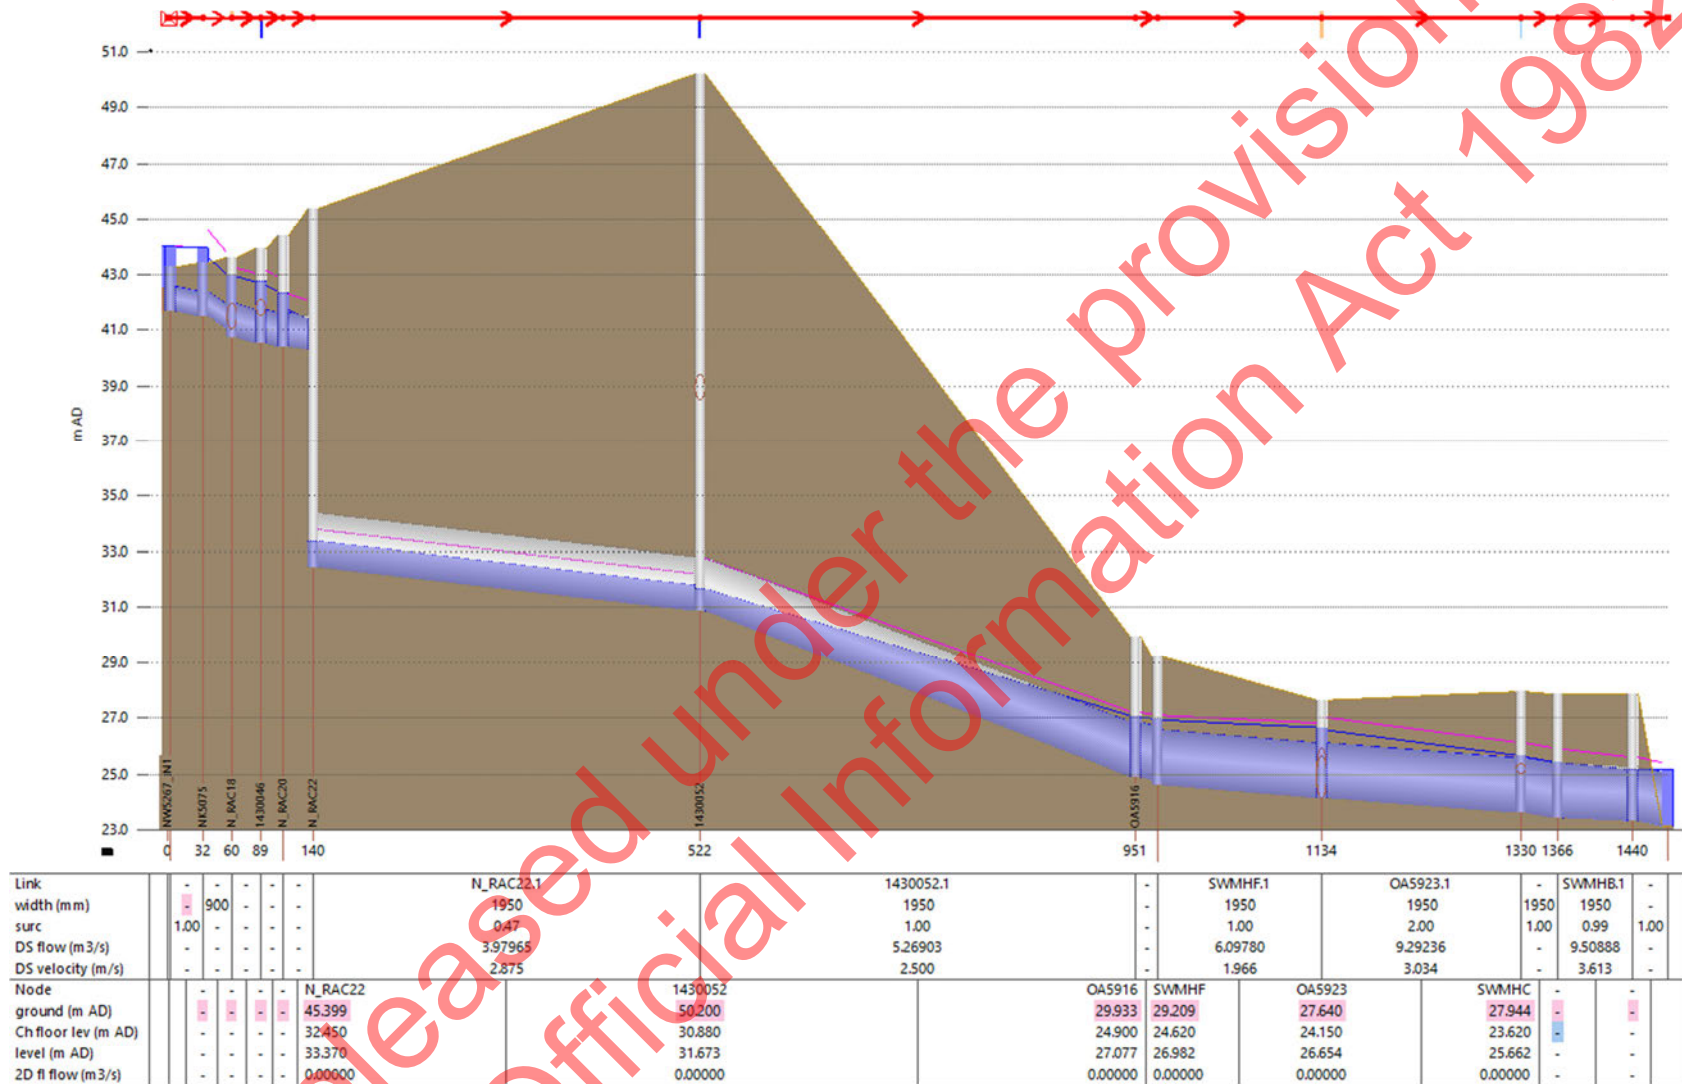 51.0
49.0
47.0
45.0
43.0
41.0
39.0
37.0
35.0
33.0
31.0
29.0
27.0
25.0
23.0
m AD
NWS267_IN1
NKS075
N_RAC18
1430046
N_RAC20
N_RAC22
1430052
OA5916
0 32 60 89 140 522 951 1134 1330 1366 1440
Link - - - - - N_RAC22.1 1430052.1 - SWMHF.1 OA5923.1 - SWMHB.1 -
width (mm) - 900 - - - 1950 1950 - 1950 1950 1950 1950 -
surc 1.00 - - - - 0.47 1.00 - 1.00 2.00 1.00 0.99 1.00
DS flow (m3/s) - - - - - 3.97965 5.26903 - 6.09780 9.29236 - 9.50888 -
DS velocity (m/s) - - - - - 2.875 2.500 - 1.966 3.034 - 3.613 -
Node - - - - N_RAC22 1430052 OA5916 SWMHF OA5923 SWMHC - -
ground (m AD) - - - - 45.399 50.200 29.933 29.209 27.640 27.944 - -
Ch floor lev (m AD) - - - - 32.450 30.880 24.900 24.620 24.150 23.620 - -
level (m AD) - - - - 33.370 31.673 27.077 26.982 26.654 25.662 - -
2D fl flow (m3/s) - - - - 0.00000 0.00000 0.00000 0.00000 0.00000 0.00000 - -
leased under the provision
official Information Act 1982